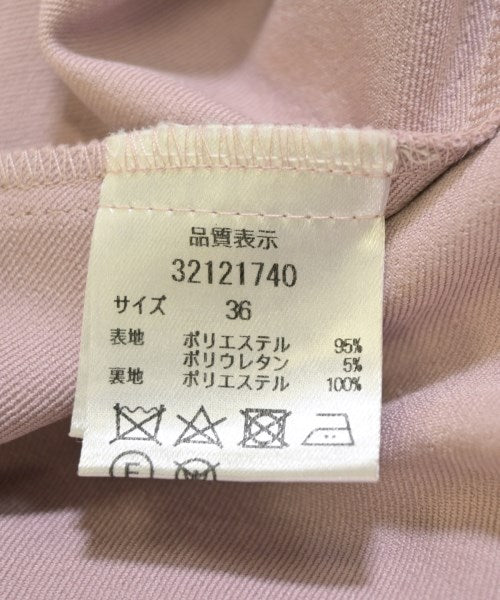 品質表示
32121740
サイズ 36
表地 ポリエステル 95%
ポリウレタン 5%
裏地 ポリエステル 100%
F